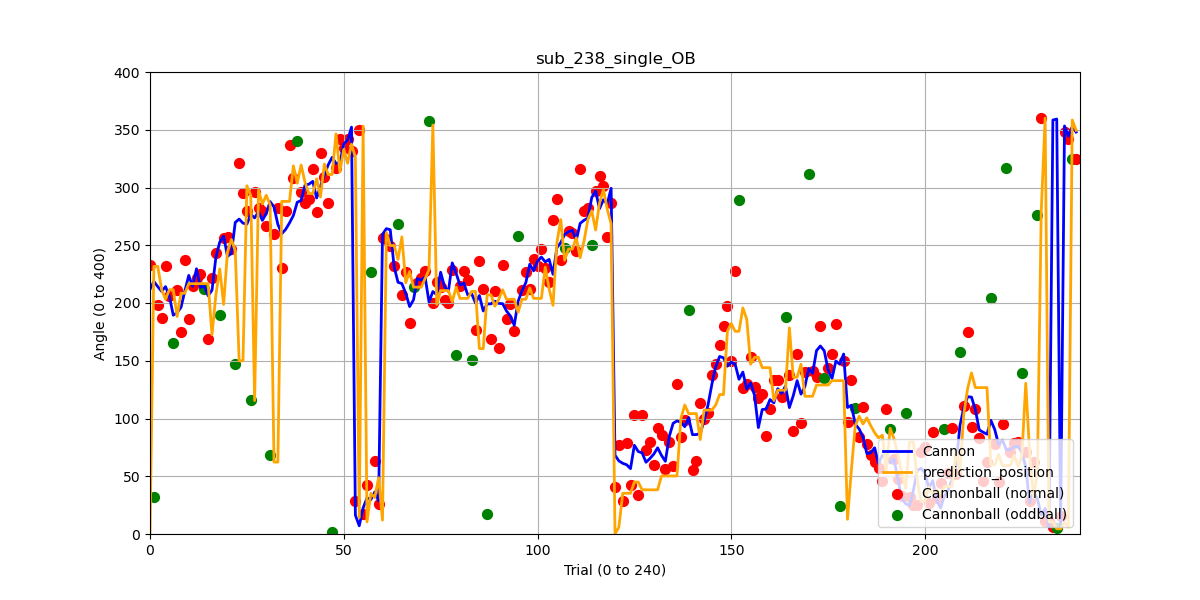 sub_238_single_OB
Angle (0 to 400)
400
350
300
250
200
150
100
50
0
0 50 100 150 200
Trial (0 to 240)
Cannon
prediction_position
Cannonball (normal)
Cannonball (oddball)